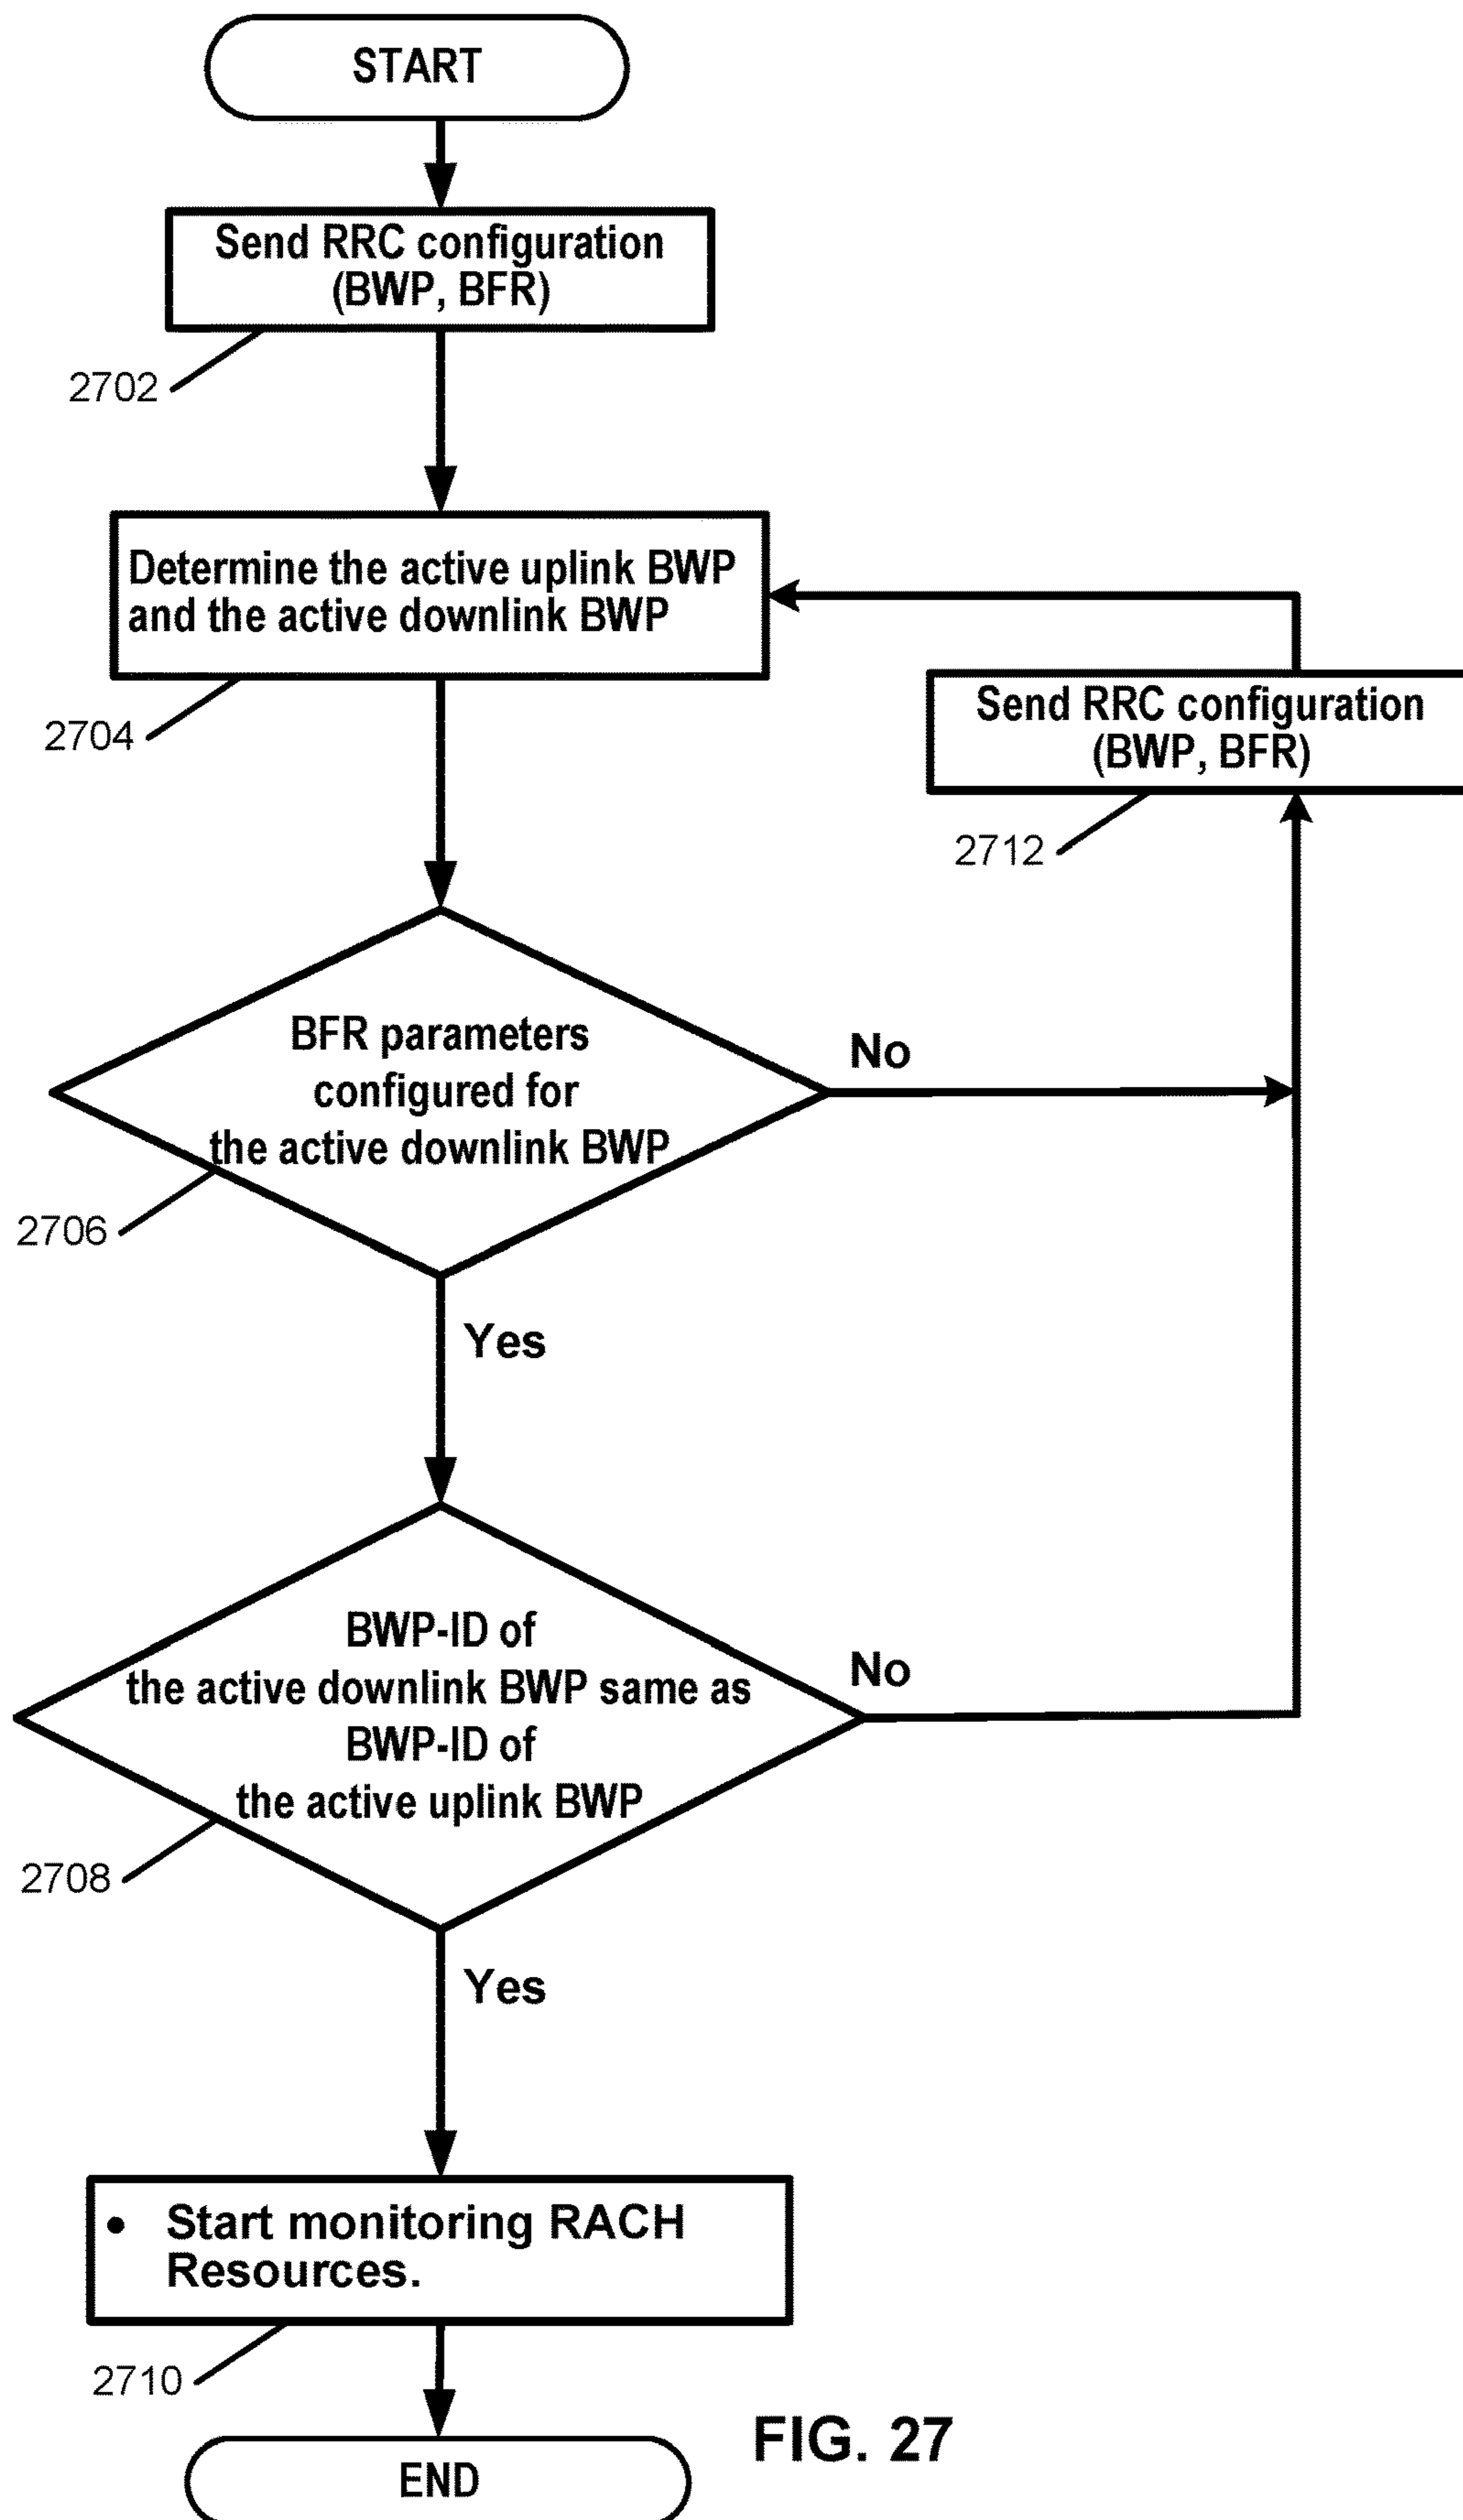 START
Send RRC configuration
(BWP, BFR)
2702
Determine the active uplink BWP
and the active downlink BWP
2704
Send RRC configuration
(BWP, BFR)
2712
BFR parameters
configured for
the active downlink BWP
No
2706
Yes
BWP-ID of
the active downlink BWP same as
BWP-ID of
the active uplink BWP
No
2708
Yes
• Start monitoring RACH
Resources.
2710
FIG. 27
END